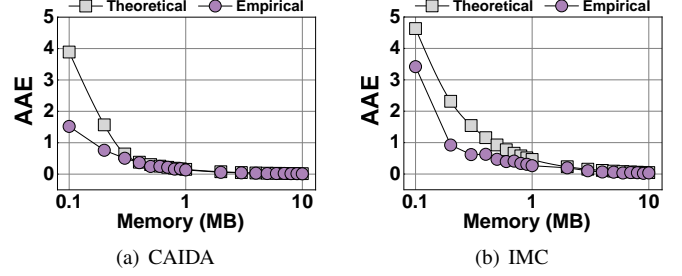 Theoretical Empirical
5
4
3
2
1
0
AAE
0.1 1 10
Memory (MB)
(a) CAIDA
Theoretical Empirical
5
4
3
2
1
0
AAE
0.1 1 10
Memory (MB)
(b) IMC